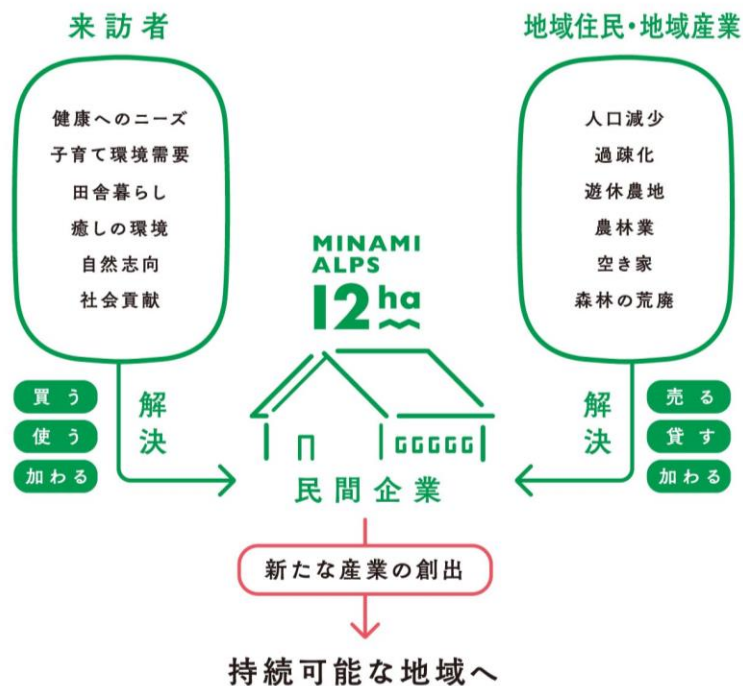 来訪者
健康へのニーズ
子育て環境需要
田舎暮らし
癒しの環境
自然志向
社会貢献
買う
使う
加わる
解決
地域住民・地域産業
人口減少
過疎化
遊休農地
農林業
空き家
森林の荒廃
解決
売る
貸す
加わる
MINAMI
ALPS
12ha
民間企業
新たな産業の創出
持続可能な地域へ